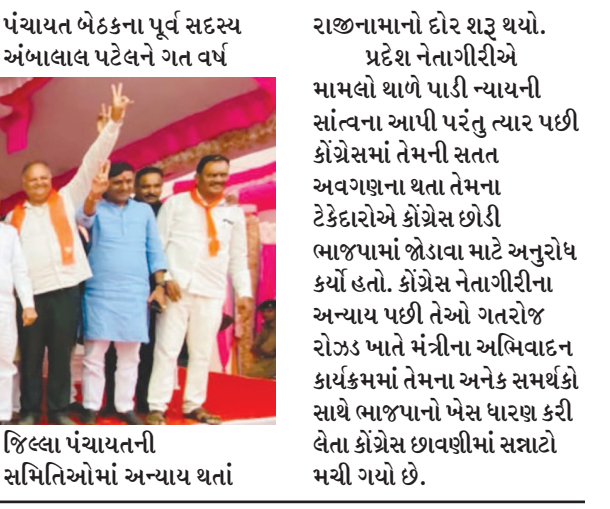 પંચાયત બેઠકના પૂર્વ સદસ્ય
અંબાલાલ પટેલને ગત વર્ષ
જિલ્લા પંચાયતની
સમિતિઓમાં અન્યાય થતાં
રાજીનામાનો દોર શરૂ થયો.
પ્રદેશ નેતાગીરીએ
મામલો થાળે પાડી ન્યાયની
સાંત્વના આપી પરંતુ ત્યાર પછી
કોંગ્રેસમાં તેમની સતત
અવગણના થતા તેમના
ટેકેદારોએ કોંગ્રેસ છોડી
ભાજપામાં જોડાવા માટે અનુરોધ
કર્યો હતો. કોંગ્રેસ નેતાગીરીના
અન્યાય પછી તેઓ ગતરોજ
રોઝડ ખાતે મંત્રીના અભિવાદન
કાર્યક્રમમાં તેમના અનેક સમર્થકો
સાથે ભાજપાનો ખેસ ધારણ કરી
લેતા કોંગ્રેસ છાવણીમાં સન્નાટો
મચી ગયો છે.